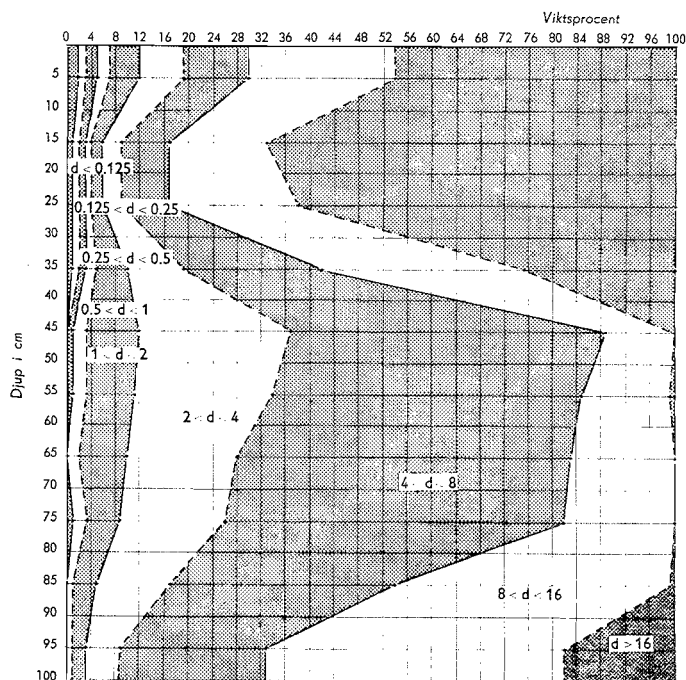 Viktsprocent
0 4 8 12 16 20 24 28 32 36 40 44 48 52 56 60 64 68 72 76 80 84 88 92 96 100
5
10
15
d < 0.125
20
25
0.125 < d < 0.25
30
0.25 < d < 0.5
35
40
0.5 < d < 1
45
1 < d < 2
50
55
2 < d < 4
60
65
4 < d < 8
70
75
80
85
8 < d < 16
90
d > 16
95
100
Djup i cm